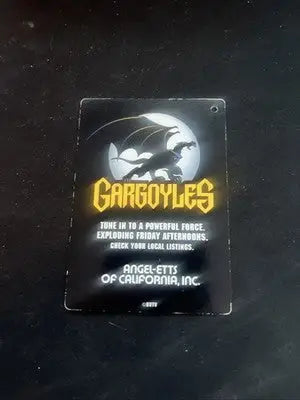 GARGOYLES
TUNE IN TO A POWERFUL FORCE.
EXPLODING FRIDAY AFTERNOONS.
CHECK YOUR LOCAL LISTINGS.
ANGEL-ETTS
OF CALIFORNIA, INC.